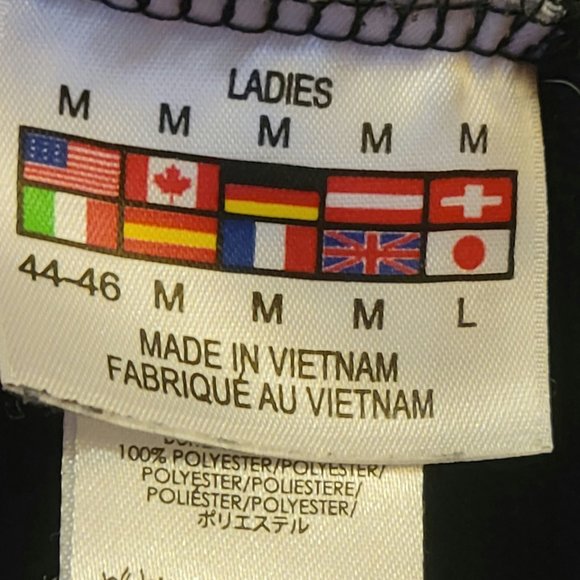 LADIES
M M M M M
44-46 M M M L
MADE IN VIETNAM
FABRIQUÉ AU VIETNAM
100% POLYESTER/POLYESTER/
POLYESTER/POLIESTERE/
POLIÉSTER/POLYESTER/
ポリエステル